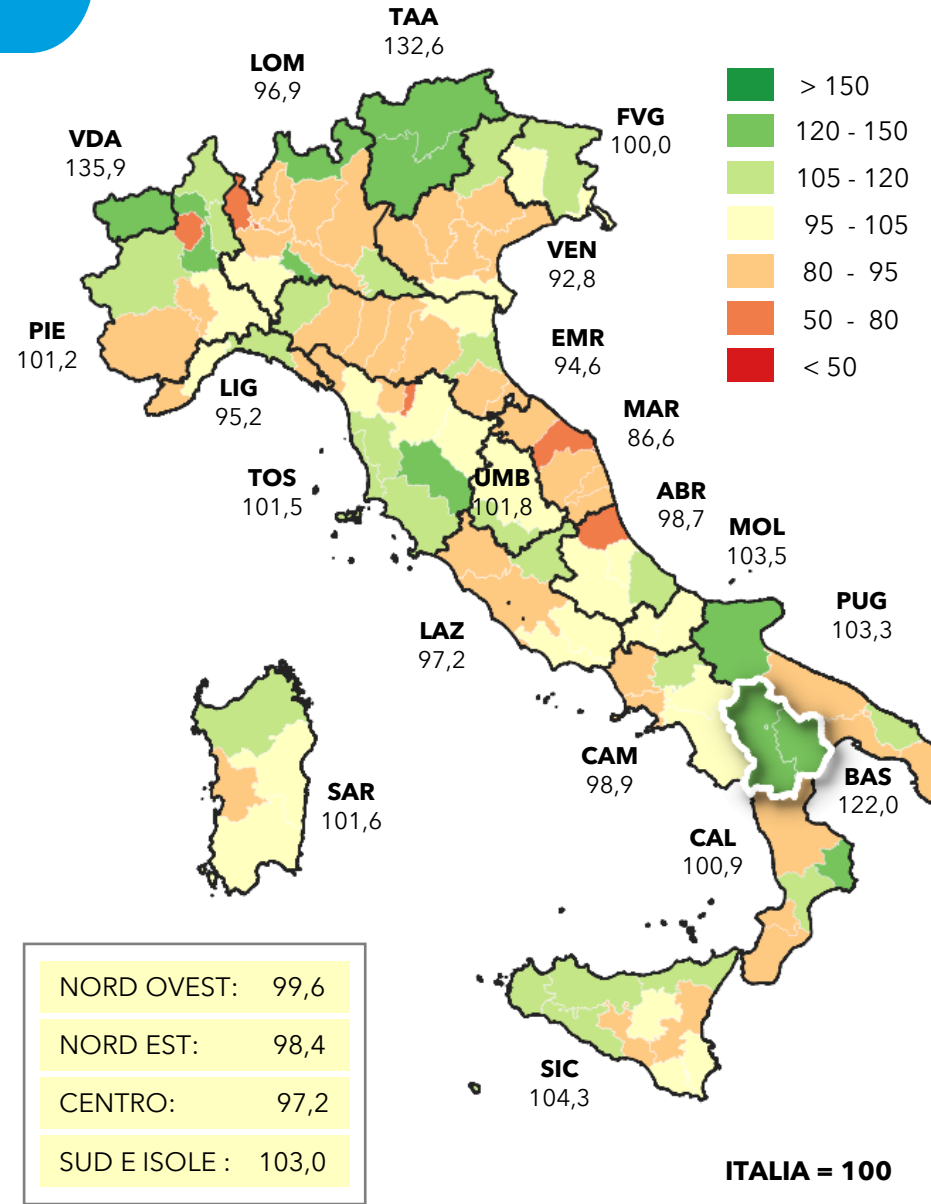 TAA
132,6
LOM
96,9
VDA
135,9
FVG
100,0
> 150
120 - 150
105 - 120
95 - 105
80 - 95
50 - 80
< 50
VEN
92,8
PIE
101,2
EMR
94,6
LIG
95,2
MAR
86,6
TOS
101,5
UMB
101,8
ABR
98,7
MOL
103,5
PUG
103,3
LAZ
97,2
CAM
98,9
BAS
122,0
SAR
101,6
CAL
100,9
SIC
104,3
NORD OVEST: 99,6
NORD EST: 98,4
CENTRO: 97,2
SUD E ISOLE : 103,0
ITALIA = 100